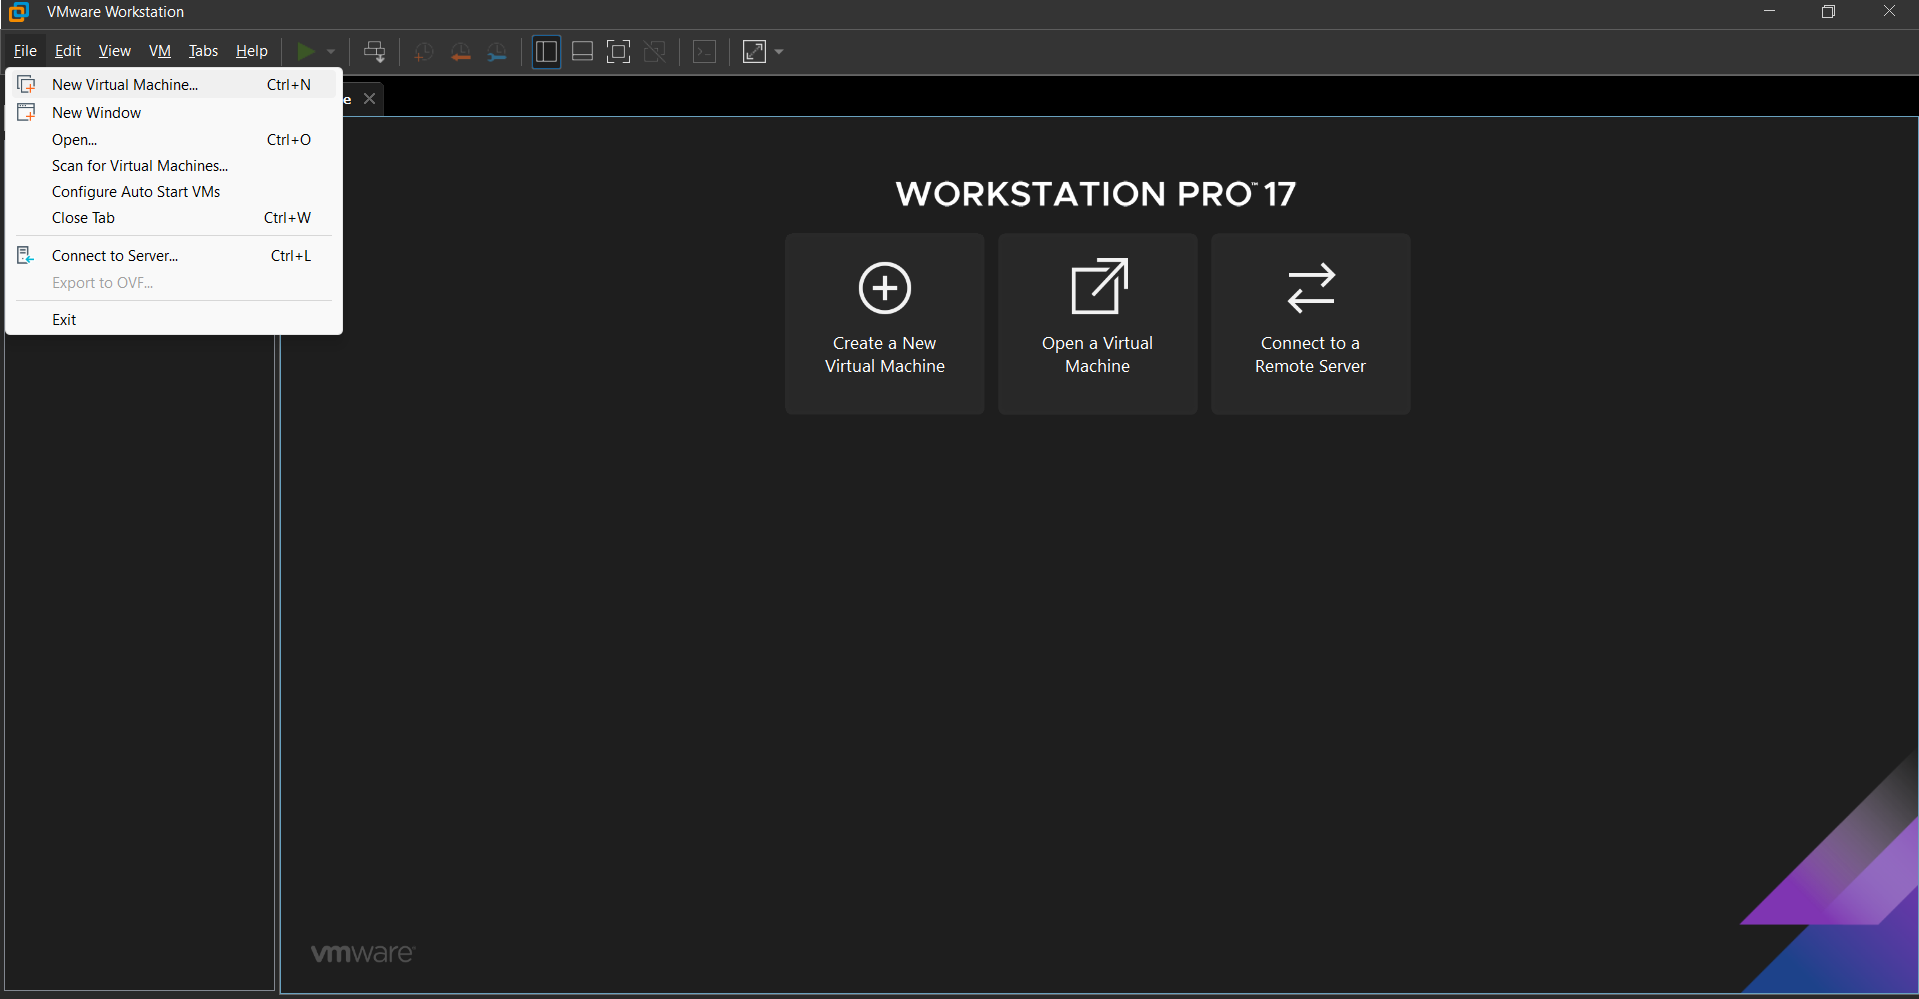 VMware Workstation
File Edit View VM Tabs Help
New Virtual Machine... Ctrl+N
New Window
Open... Ctrl+O
Scan for Virtual Machines...
Configure Auto Start VMs
Close Tab Ctrl+W
Connect to Server... Ctrl+L
Export to OVF...
Exit
e
WORKSTATION PRO™ 17
Create a New
Virtual Machine
Open a Virtual
Machine
Connect to a
Remote Server
vmware